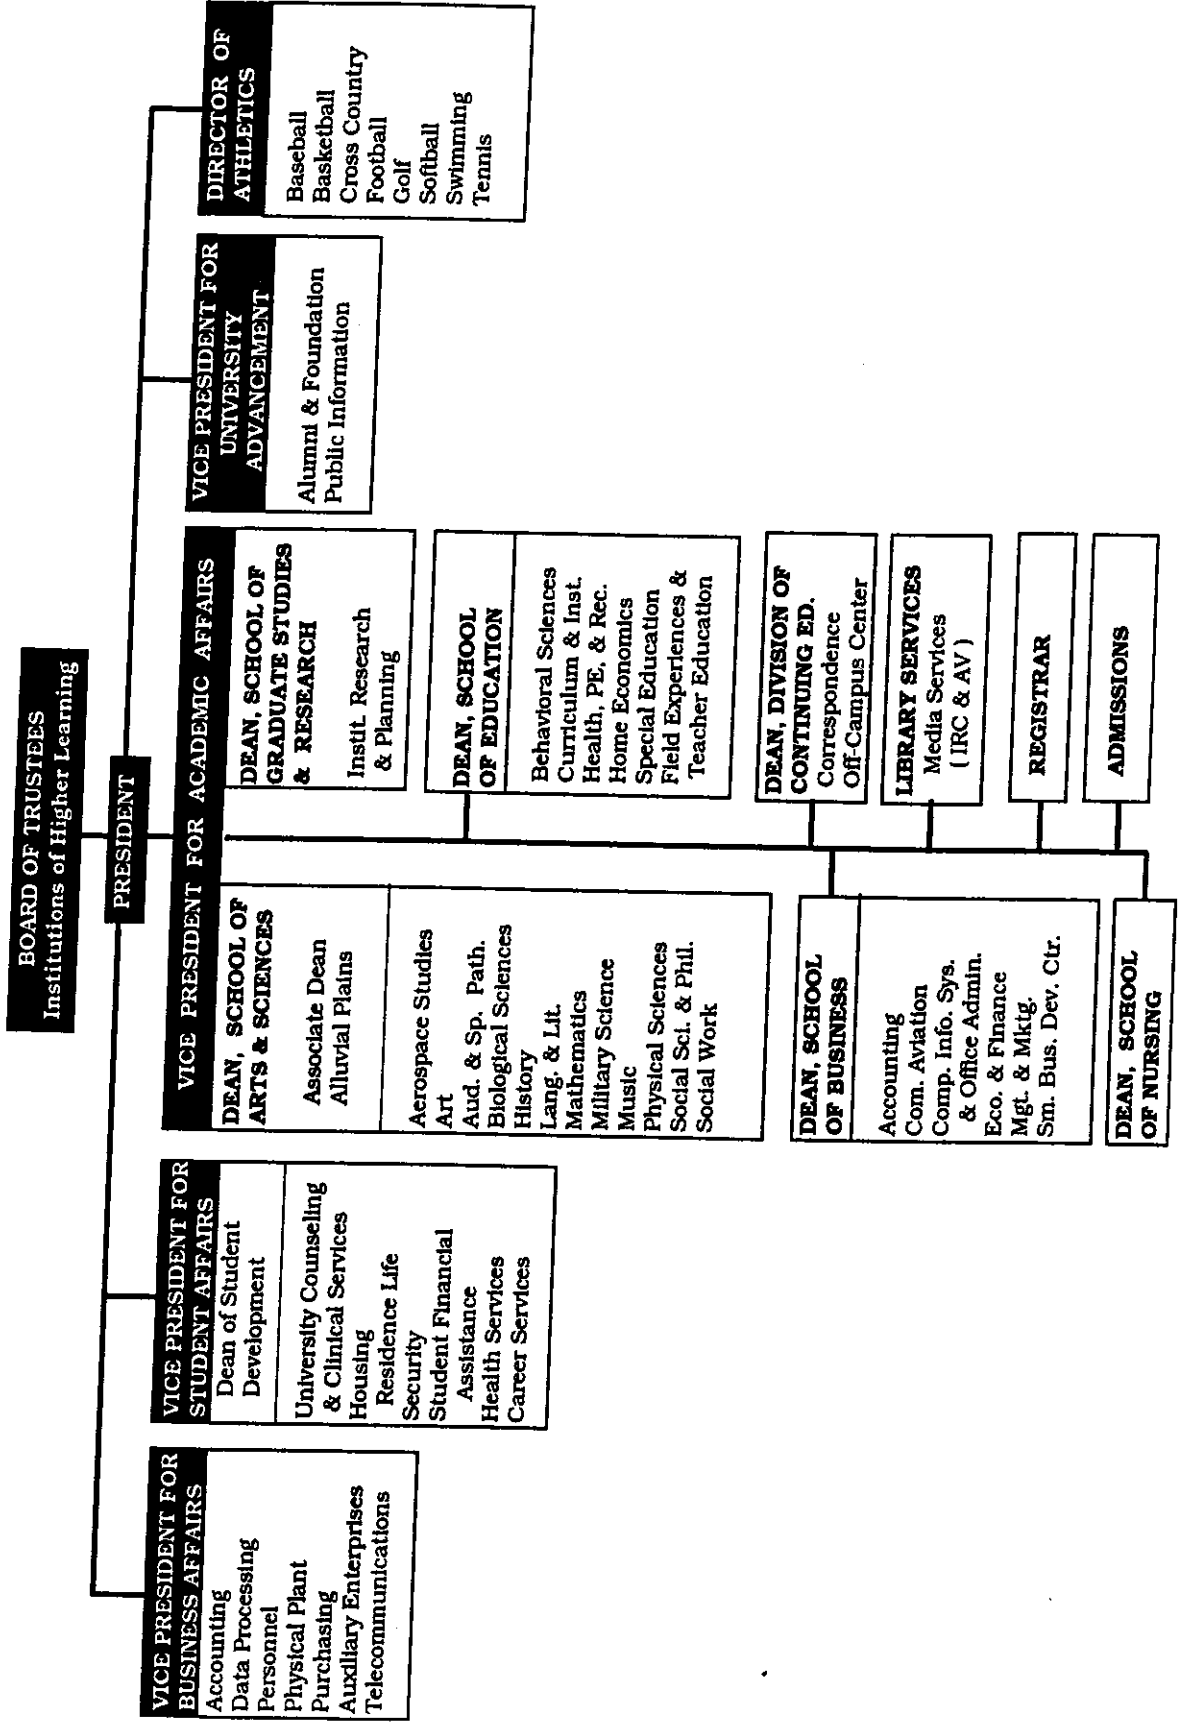 BOARD OF TRUSTEES
Institutions of Higher Learning
PRESIDENT
VICE PRESIDENT FOR
BUSINESS AFFAIRS
Accounting
Data Processing
Personnel
Physical Plant
Purchasing
Auxiliary Enterprises
Telecommunications
VICE PRESIDENT FOR
STUDENT AFFAIRS
Dean of Student
Development
University Counseling
& Clinical Services
Housing
Residence Life
Security
Student Financial
Assistance
Health Services
Career Services
VICE PRESIDENT FOR ACADEMIC AFFAIRS
DEAN, SCHOOL OF
ARTS & SCIENCES
Associate Dean
Alluvial Plains
Aerospace Studies
Art
Aud. & Sp. Path.
Biological Sciences
History
Lang. & Lit.
Mathematics
Military Science
Music
Physical Sciences
Social Sci. & Phil.
Social Work
DEAN, SCHOOL
OF BUSINESS
Accounting
Com. Aviation
Comp. Info. Sys.
& Office Admin.
Eco. & Finance
Mgt. & Mktg.
Sm. Bus. Dev. Ctr.
DEAN, SCHOOL
OF NURSING
DEAN, SCHOOL OF
GRADUATE STUDIES
& RESEARCH
Instit. Research
& Planning
DEAN, SCHOOL
OF EDUCATION
Behavioral Sciences
Curriculum & Inst.
Health, PE, & Rec.
Home Economics
Special Education
Field Experiences &
Teacher Education
DEAN, DIVISION OF
CONTINUING ED.
Correspondence
Off-Campus Center
LIBRARY SERVICES
Media Services
( IRC & AV )
REGISTRAR
ADMISSIONS
VICE PRESIDENT FOR
UNIVERSITY
ADVANCEMENT
Alumni & Foundation
Public Information
DIRECTOR OF
ATHLETICS
Baseball
Basketball
Cross Country
Football
Golf
Softball
Swimming
Tennis